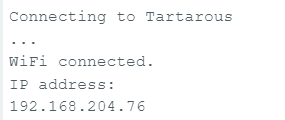 Connecting to Tartarous
...
WiFi connected.
IP address:
192.168.204.76